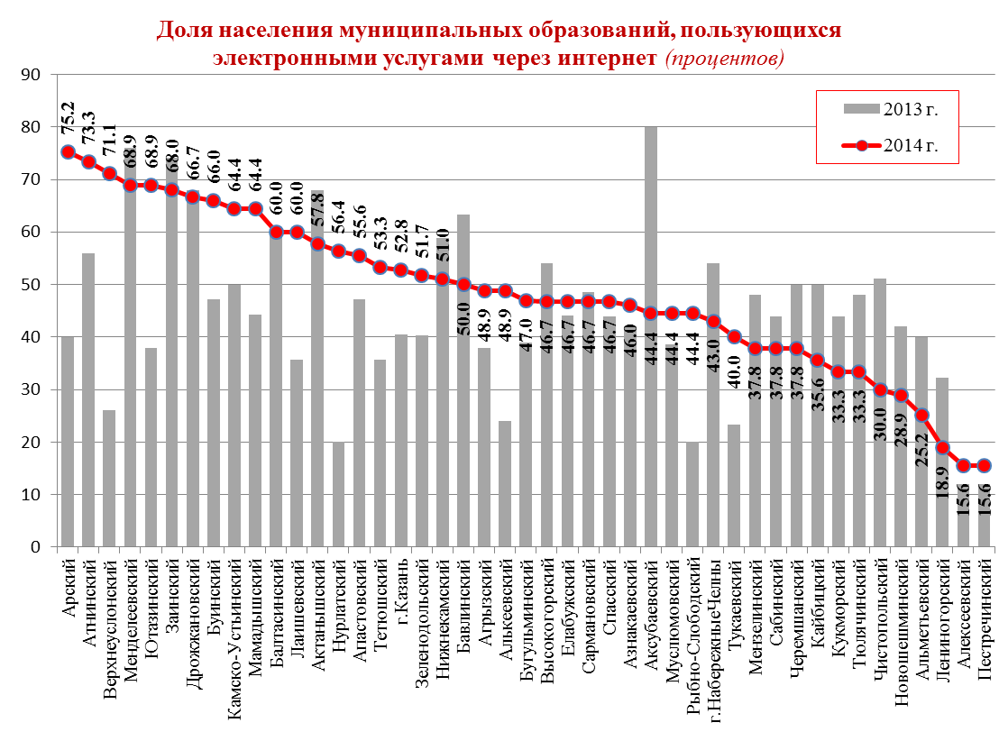 Доля населения муниципальных образований, пользующихся
электронными услугами через интернет (процентов)
90
80
70
60
50
40
30
20
10
0
2013 г.
2014 г.
75.2
73.3
71.1
68.9
68.9
68.0
66.7
66.0
64.4
64.4
60.0
60.0
57.8
56.4
55.6
53.3
52.8
51.7
51.0
50.0
48.9
48.9
47.0
46.7
46.7
46.7
46.7
46.0
44.4
44.4
44.4
43.0
40.0
37.8
37.8
37.8
35.6
33.3
33.3
30.0
28.9
25.2
18.9
15.6
15.6
Арский
Атнинский
Верхнеуслонский
Менделеевский
Ютазинский
Заинский
Дрожжановский
Буинский
Камско-Устьинский
Мамадышский
Балтасинский
Лаишевский
Актанышский
Нурлатский
Апастовский
Тетюшский
г.Казань
Зеленодольский
Нижнекамский
Бавлинский
Агрызский
Алькеевский
Бугульминский
Высокогорский
Елабужский
Сармановский
Спасский
Азнакаевский
Аксубаевский
Муслюмовский
Рыбно-Слободский
г.НабережныеЧелны
Тукаевский
Мензелинский
Сабинский
Черемшанский
Кайбицкий
Кукморский
Тюлячинский
Чистопольский
Новошешминский
Альметьевский
Лениногорский
Алексеевский
Пестречинский